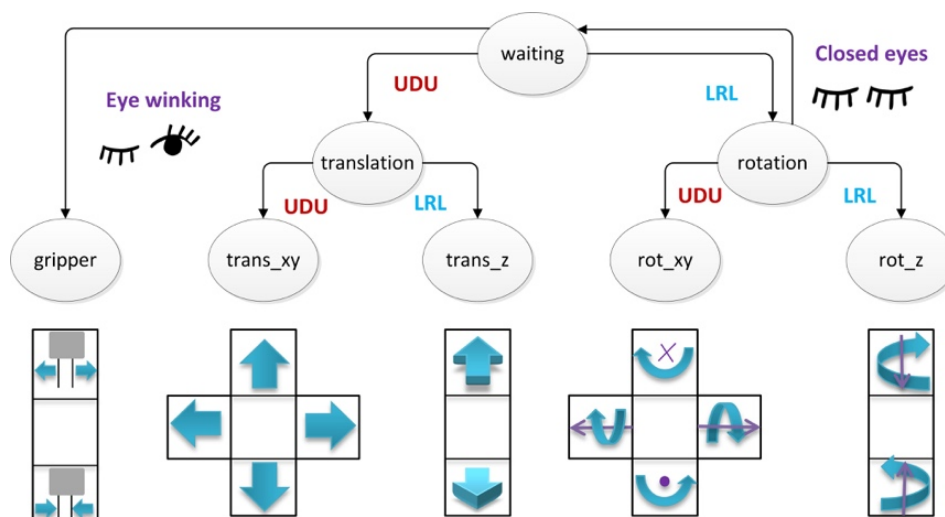 waiting
Closed eyes
UDU
LRL
Eye winking
translation
rotation
UDU
LRL
UDU
LRL
gripper
trans_xy
trans_z
rot_xy
rot_z